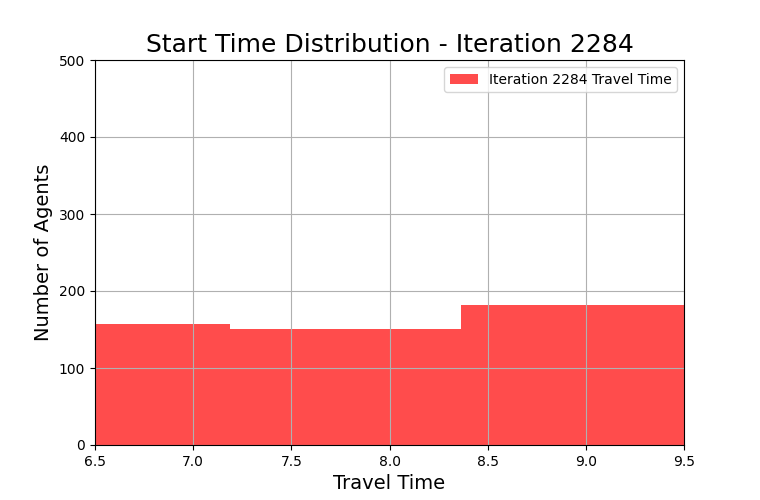 Start Time Distribution - Iteration 2284
Iteration 2284 Travel Time
Number of Agents
500
400
300
200
100
0
6.5 7.0 7.5 8.0 8.5 9.0 9.5
Travel Time